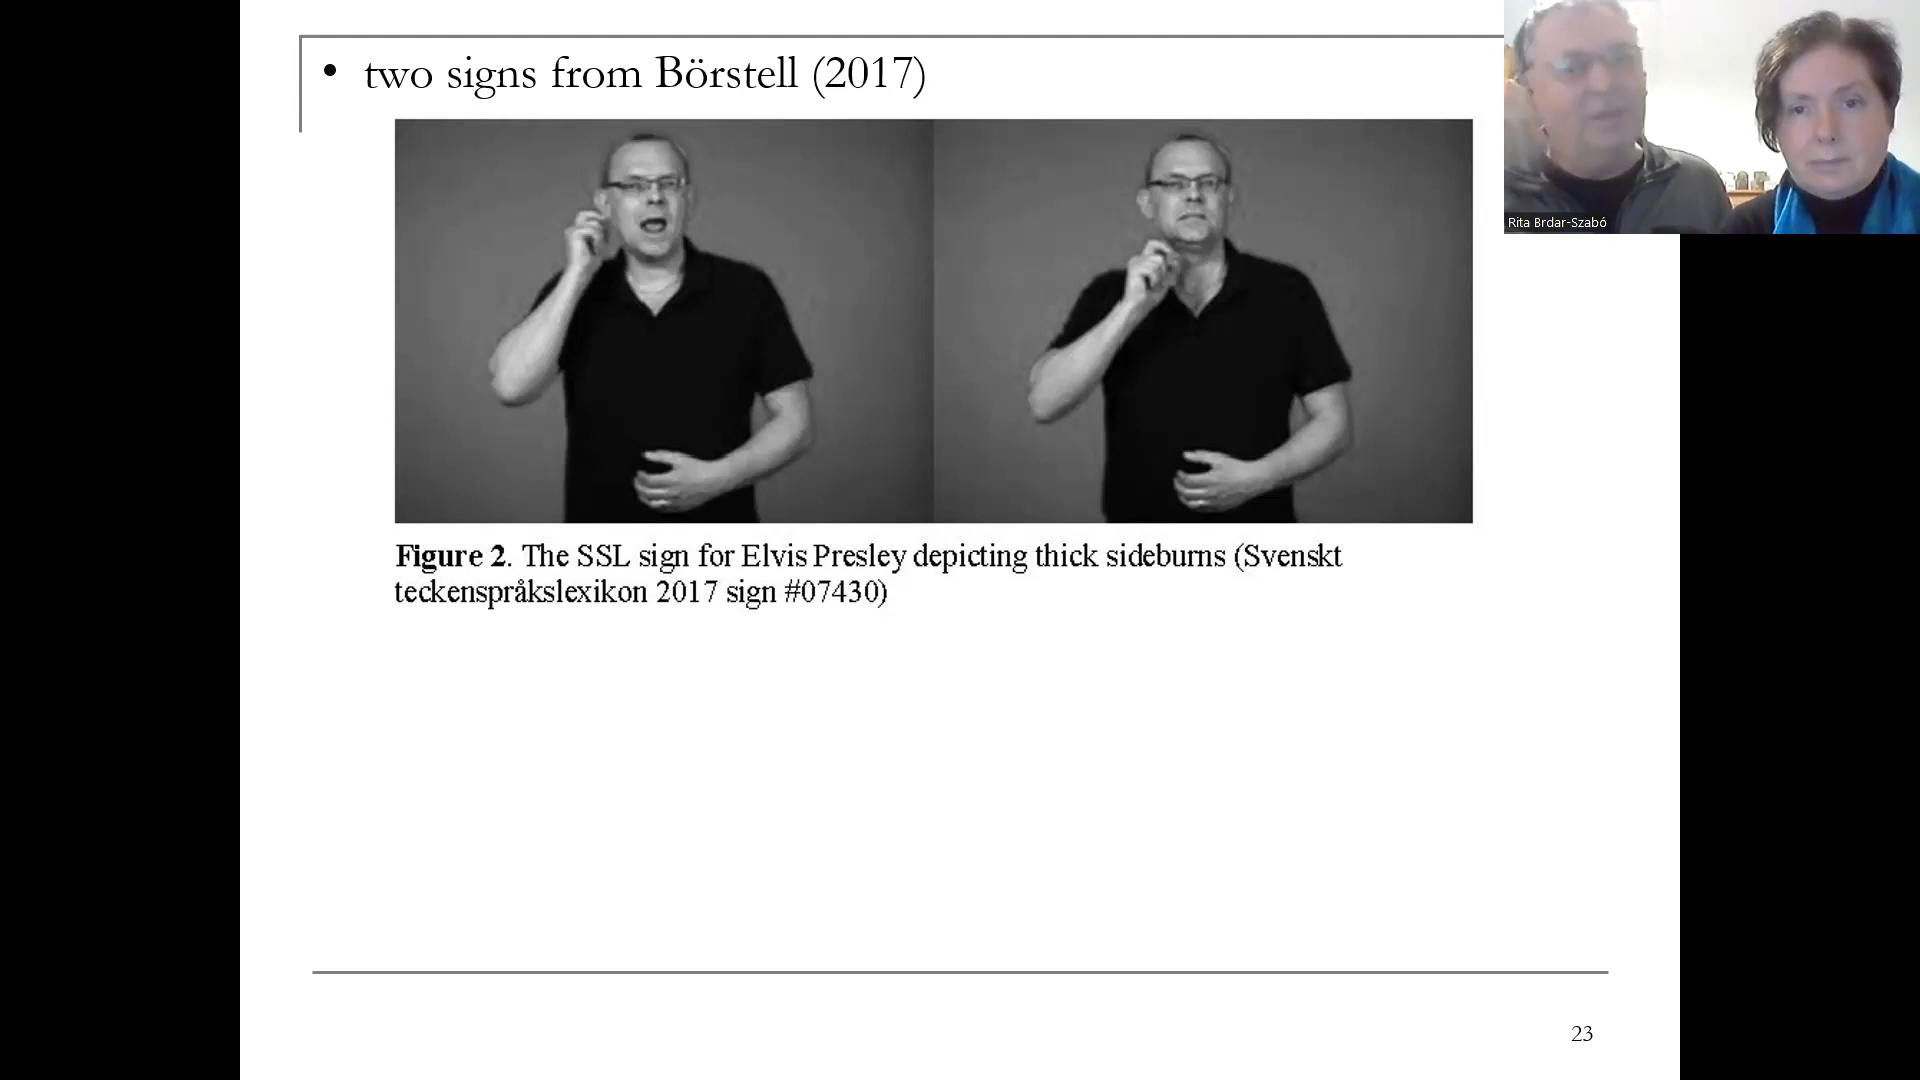 • two signs from Börstell (2017)
Rita Brdar-Szabó
Figure 2. The SSL sign for Elvis Presley depicting thick sideburns (Svenskt
teckenspråkslexikon 2017 sign #07430)
23